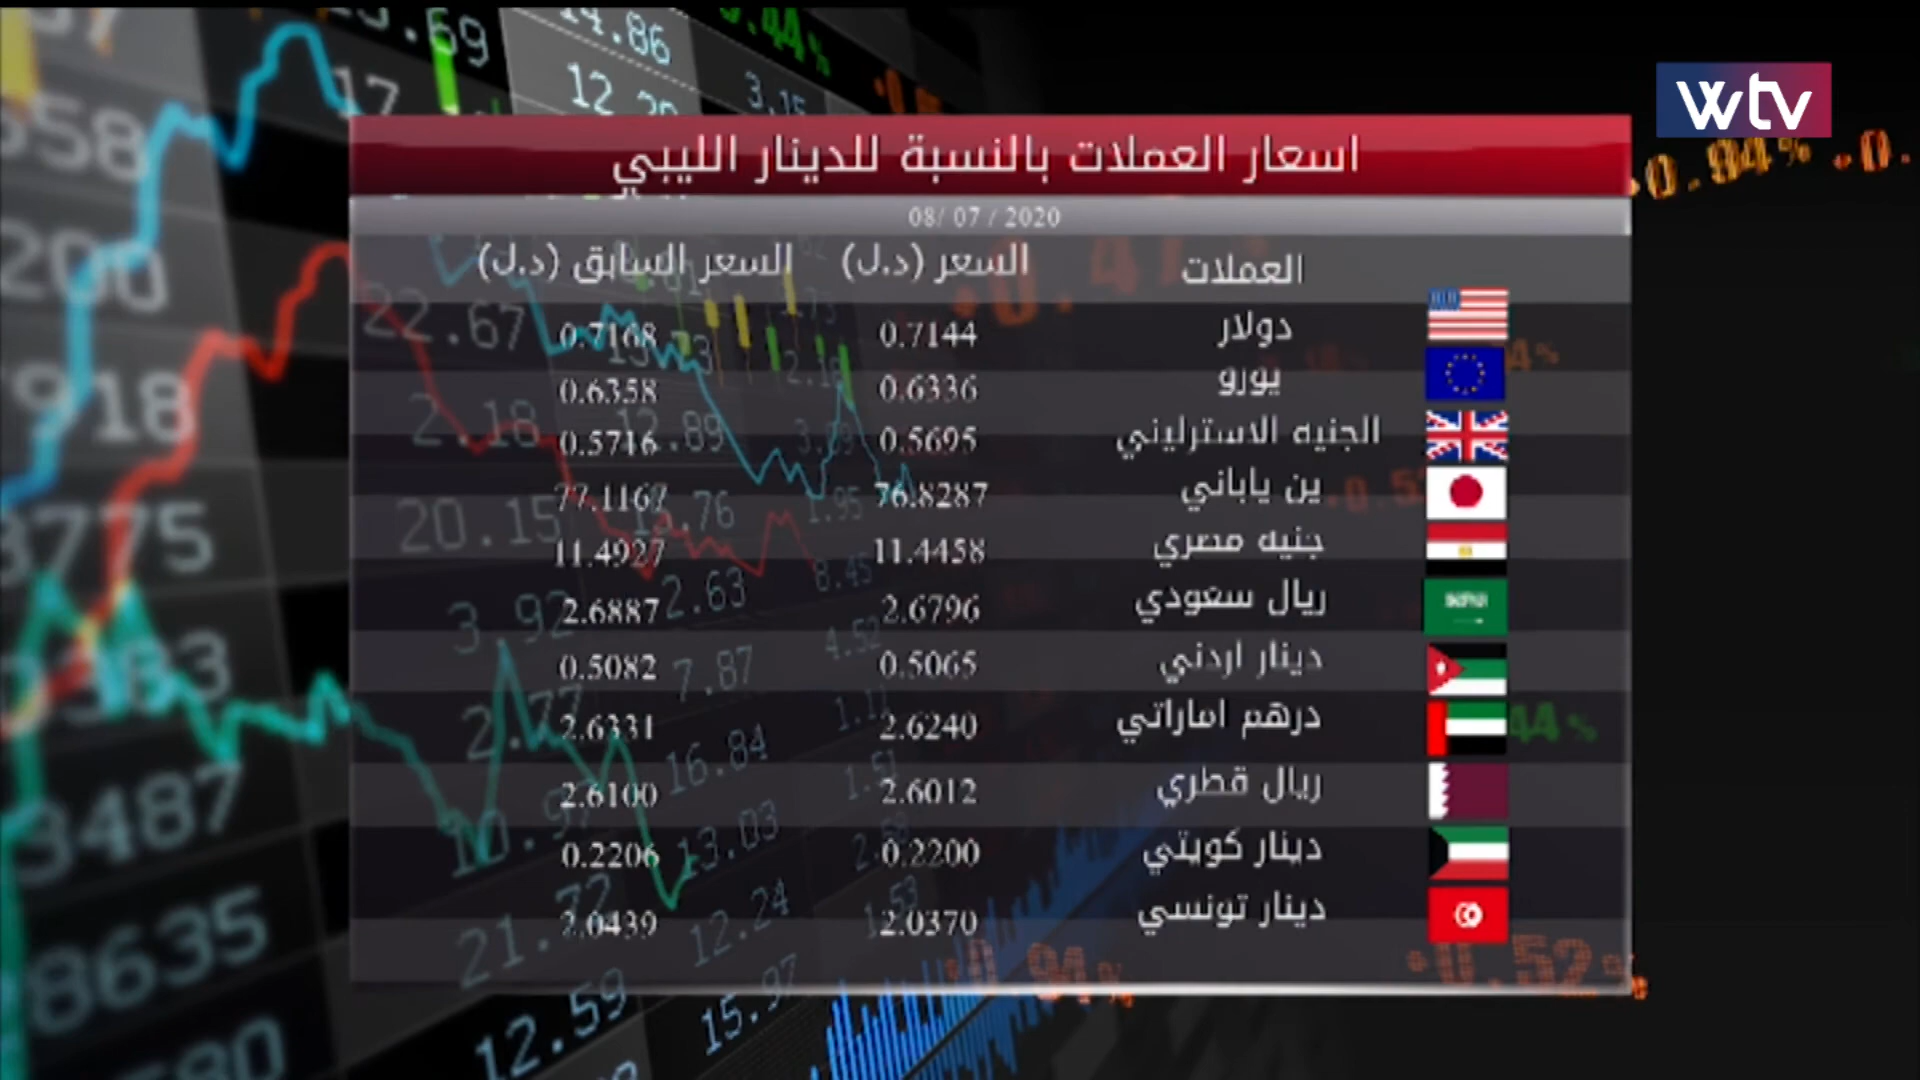 wtv
اسعار العملات بالنسبة للدينار الليبي
08/ 07 / 2020
العملات السعر (د.ل) السعر السابق (د.ل)
دولار 0.7144 0.7168
يورو 0.6336 0.6358
الجنيه الاسترليني 0.5695 0.5716
ين ياباني 76.8287 77.1167
جنيه مصري 11.4458 11.4927
ريال سعودي 2.6796 2.6887
دينار اردني 0.5065 0.5082
درهم اماراتي 2.6240 2.6331
ريال قطري 2.6012 2.6100
دينار كويتي 0.2200 0.2206
دينار تونسي 2.0370 2.0439